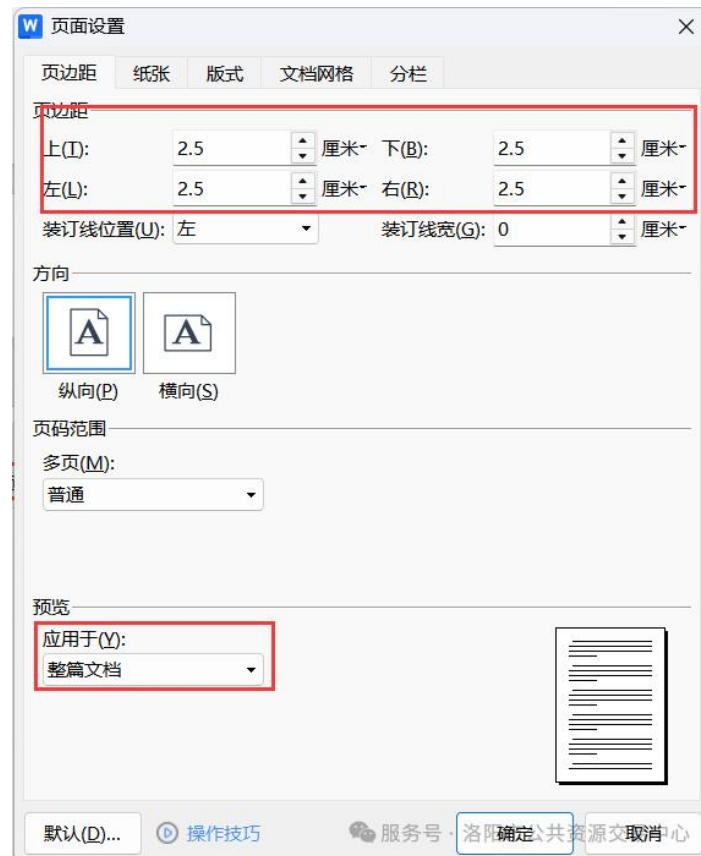 W 页面设置
页边距 纸张 版式 文档网格 分栏
页边距
上(T): 2.5 厘米 下(B): 2.5 厘米
左(L): 2.5 厘米 右(R): 2.5 厘米
装订线位置(U): 左 装订线宽(G): 0 厘米
方向
A A
纵向(P) 横向(S)
页码范围
多页(M):
普通
预览
应用于(Y):
整篇文档
默认(D)... 操作技巧 确定 取消
服务号 · 洛阳市公共资源交易中心